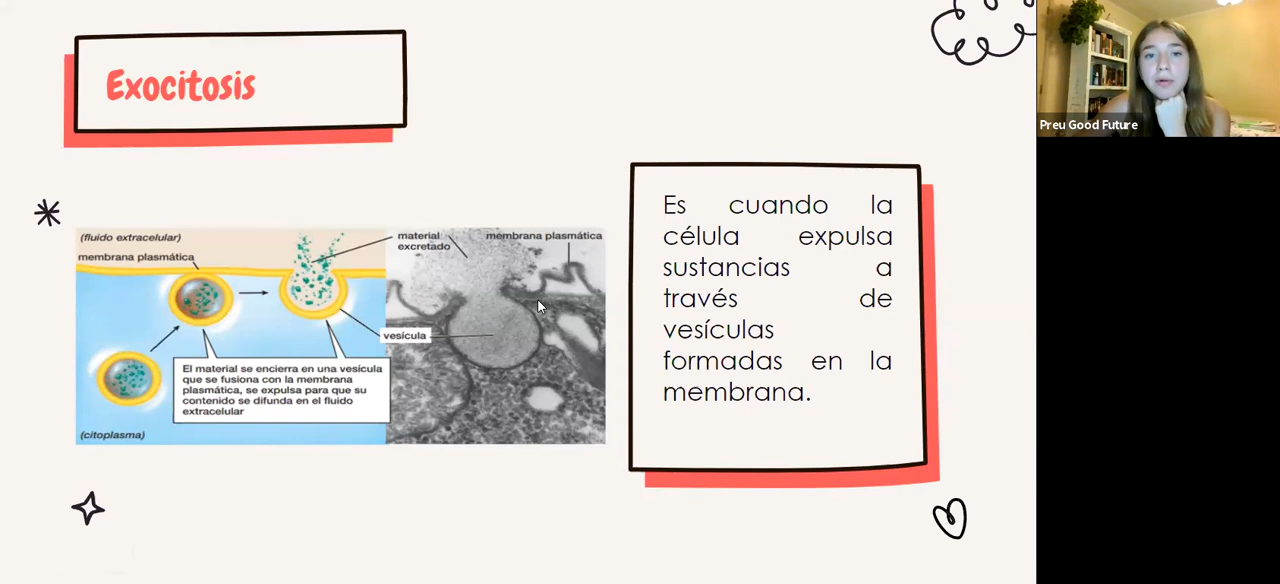 Exocitosis
Preu Good Future
(fluido extracelular)
membrana plasmática
material
excretado
membrana plasmática
vesícula
El material se encierra en una vesícula
que se fusiona con la membrana
plasmática, se expulsa para que su
contenido se difunda en el fluido
extracelular
(citoplasma)
Es cuando la
célula expulsa
sustancias a
través de
vesículas
formadas en la
membrana.